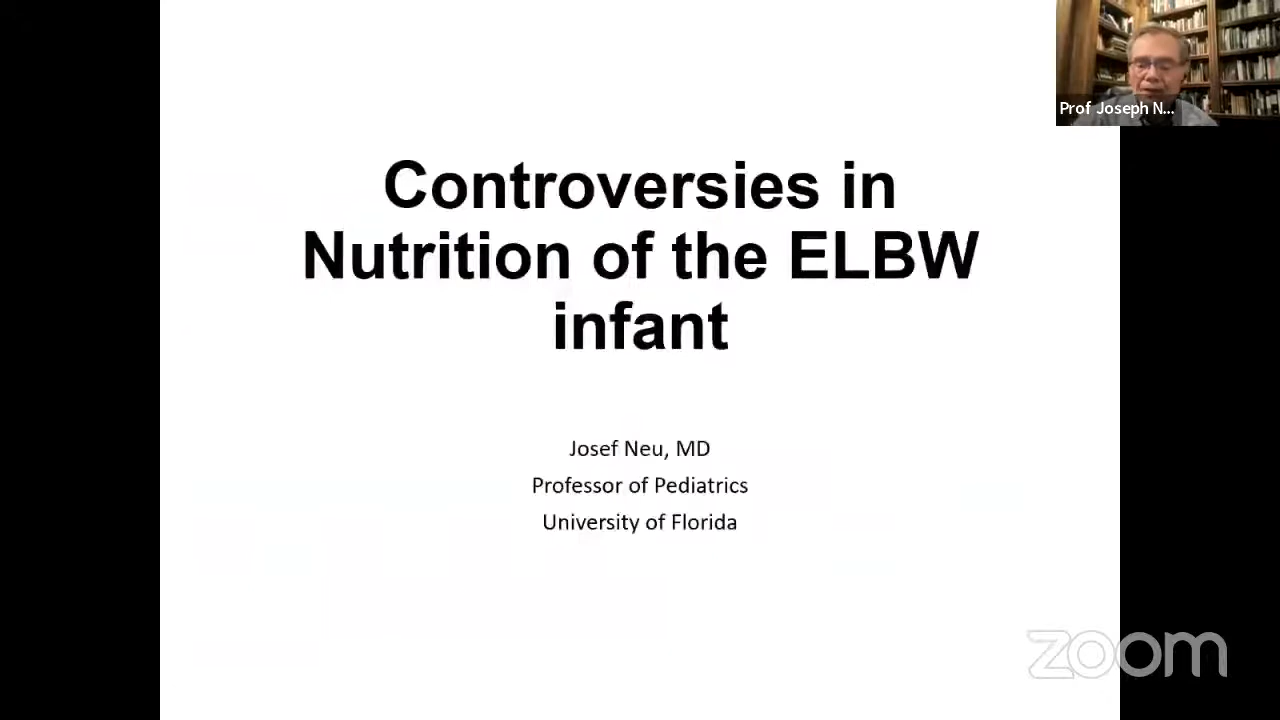 Prof Joseph N...
Controversies in
Nutrition of the ELBW
infant
Josef Neu, MD
Professor of Pediatrics
University of Florida
zoom